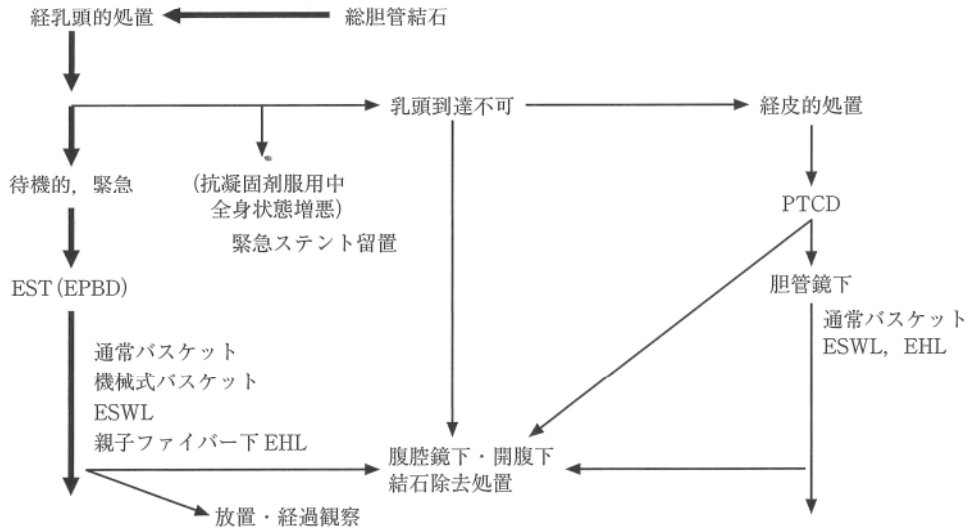 経乳頭的処置
総胆管結石
乳頭到達不可
経皮的処置
待機的，緊急
(抗凝固剤服用中
全身状態増悪)
緊急ステント留置
PTCD
EST (EPBD)
胆管鏡下
通常バスケット
ESWL，EHL
通常バスケット
機械式バスケット
ESWL
親子ファイバー下 EHL
腹腔鏡下・開腹下
結石除去処置
放置・経過観察